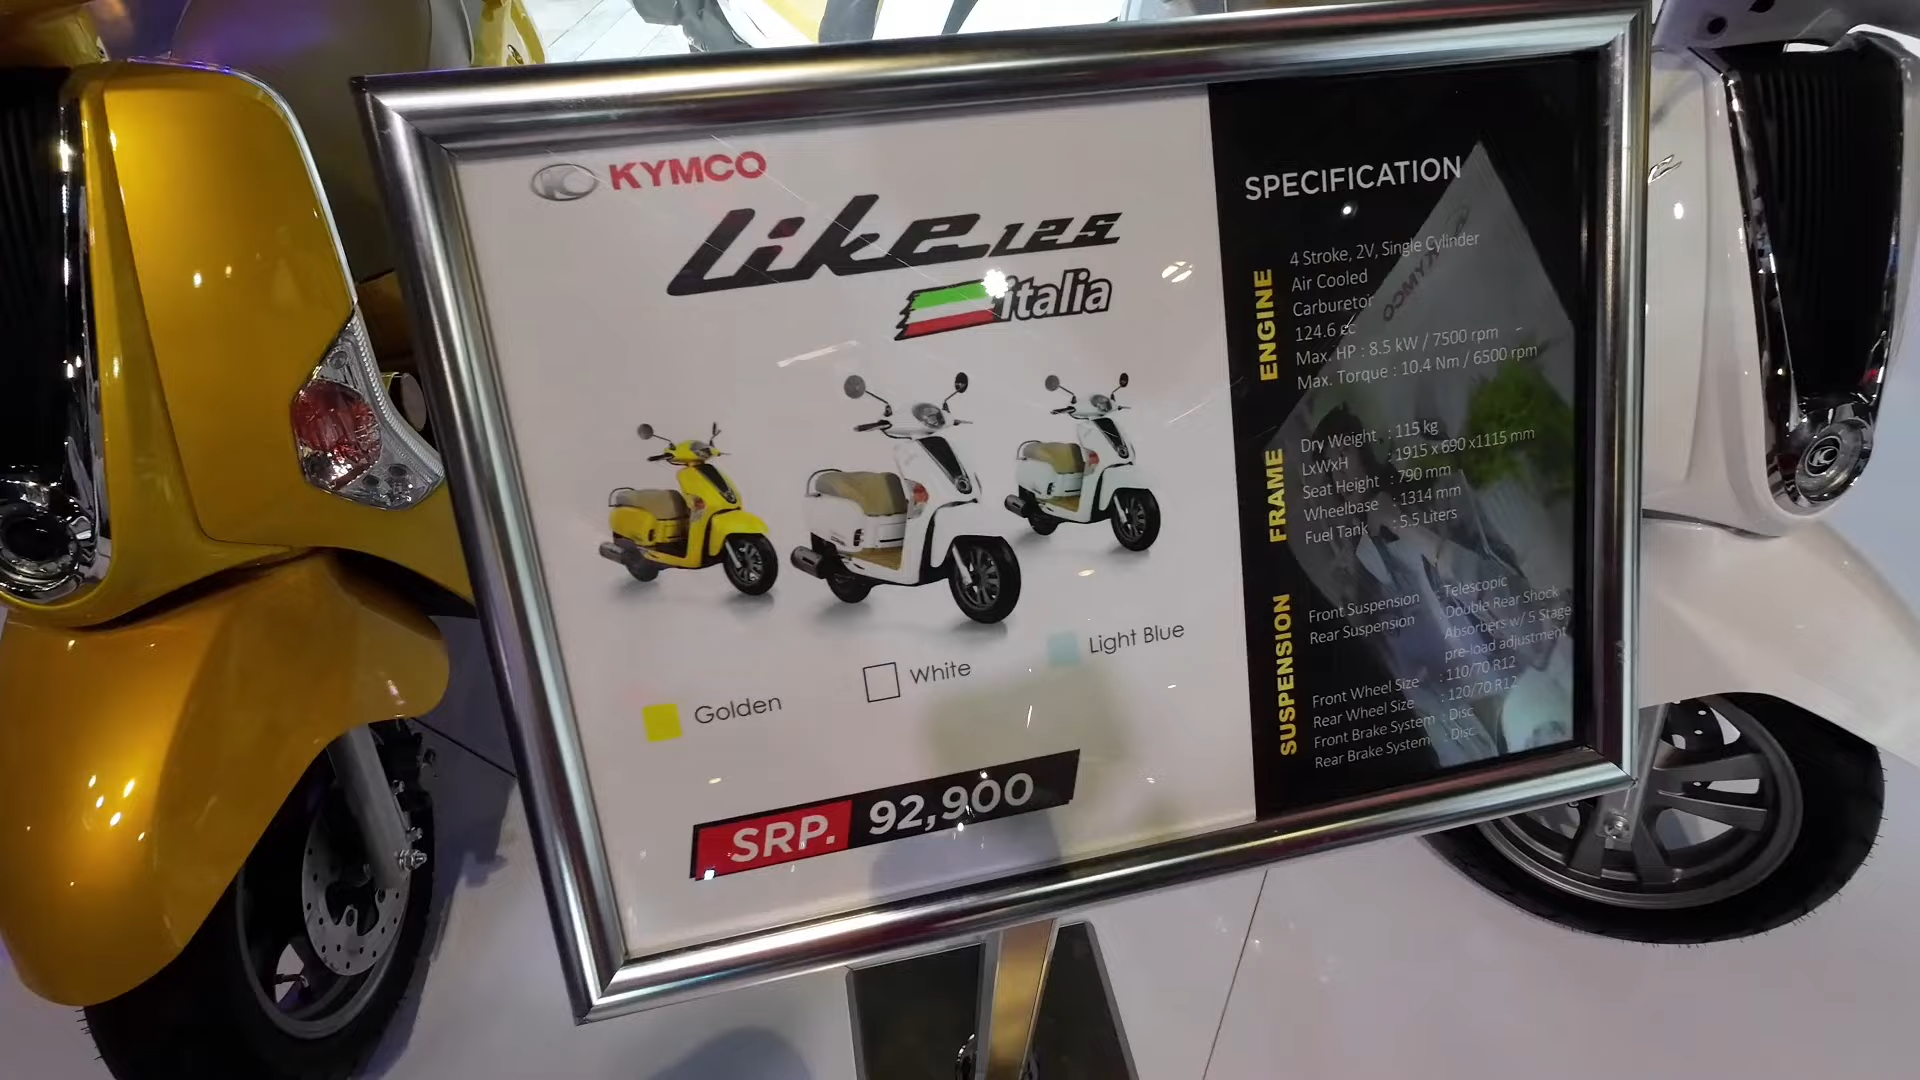 KYMCO
Like 125
italia
Golden
White
Light Blue
SRP. 92,900
SPECIFICATION
ENGINE
4 Stroke, 2V, Single Cylinder
Air Cooled
Carburetor
124.6 cc
Max. HP : 8.5 kW / 7500 rpm
Max. Torque : 10.4 Nm / 6500 rpm
FRAME
Dry Weight : 115 kg
LxWxH : 1915 x 690 x1115 mm
Seat Height : 790 mm
Wheelbase : 1314 mm
Fuel Tank : 5.5 Liters
SUSPENSION
Front Suspension : Telescopic
Rear Suspension : Double Rear Shock
Absorbers w/ 5 Stage
pre-load adjustment
Front Wheel Size : 110/70 R12
Rear Wheel Size : 120/70 R12
Front Brake System : Disc
Rear Brake System : Disc
KYMCO